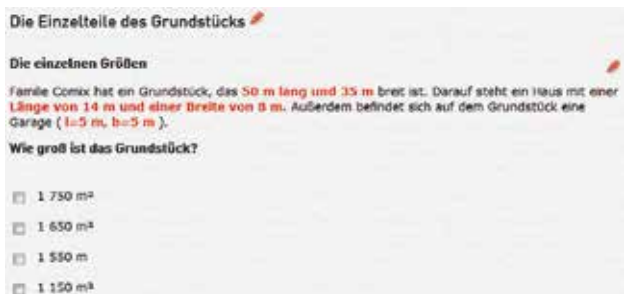 Die Einzelteile des Grundstücks
Die einzelnen Größen
Familie Comix hat ein Grundstück, das 50 m lang und 35 m breit ist. Darauf steht ein Haus mit einer
Länge von 14 m und einer Breite von 8 m. Außerdem befindet sich auf dem Grundstück eine
Garage ( l=5 m, b=5 m ).
Wie groß ist das Grundstück?
1 750 m²
1 650 m²
1 550 m
1 150 m²